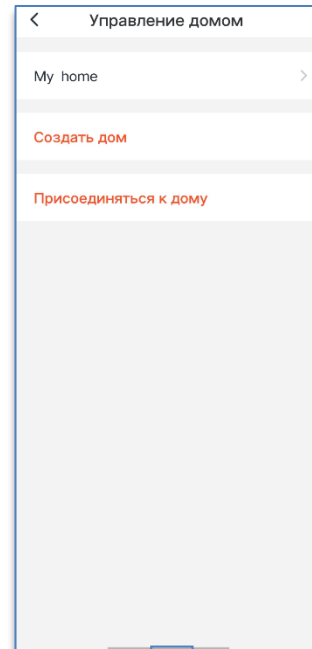 Управление домом
My home
Создать дом
Присоединяться к дому